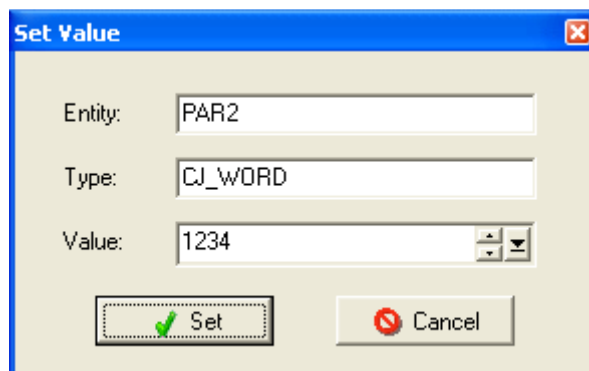 Set Value
Entity: PAR2
Type: CJ_WORD
Value: 1234
Set Cancel